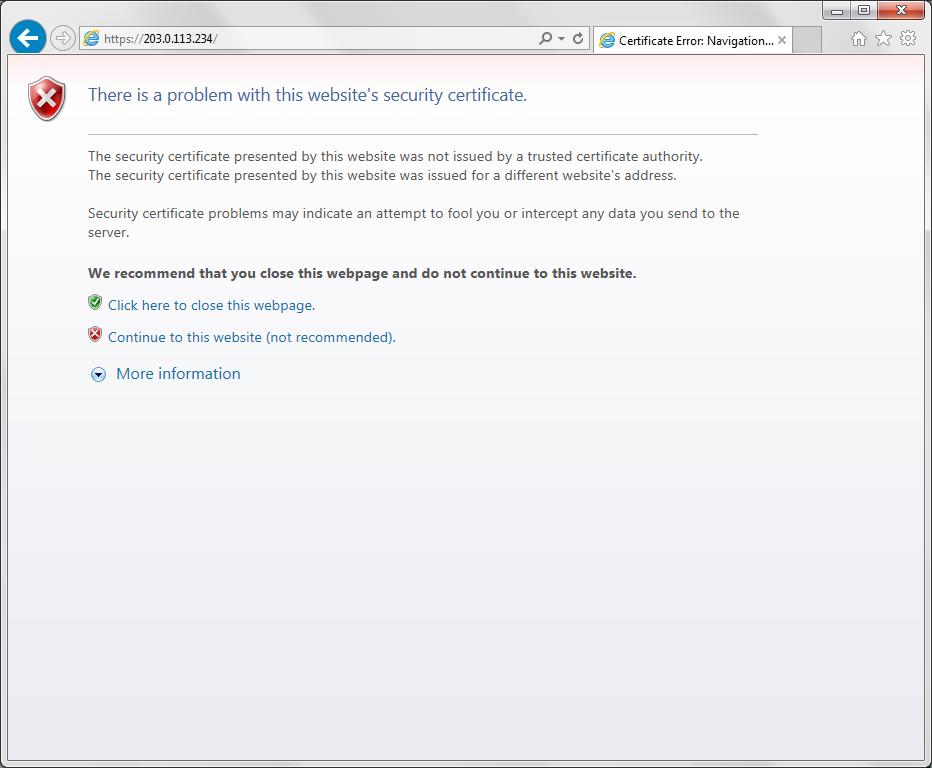 https://203.0.113.234/
Certificate Error: Navigation...
There is a problem with this website's security certificate.
The security certificate presented by this website was not issued by a trusted certificate authority.
The security certificate presented by this website was issued for a different website's address.
Security certificate problems may indicate an attempt to fool you or intercept any data you send to the
server.
We recommend that you close this webpage and do not continue to this website.
Click here to close this webpage.
Continue to this website (not recommended).
More information